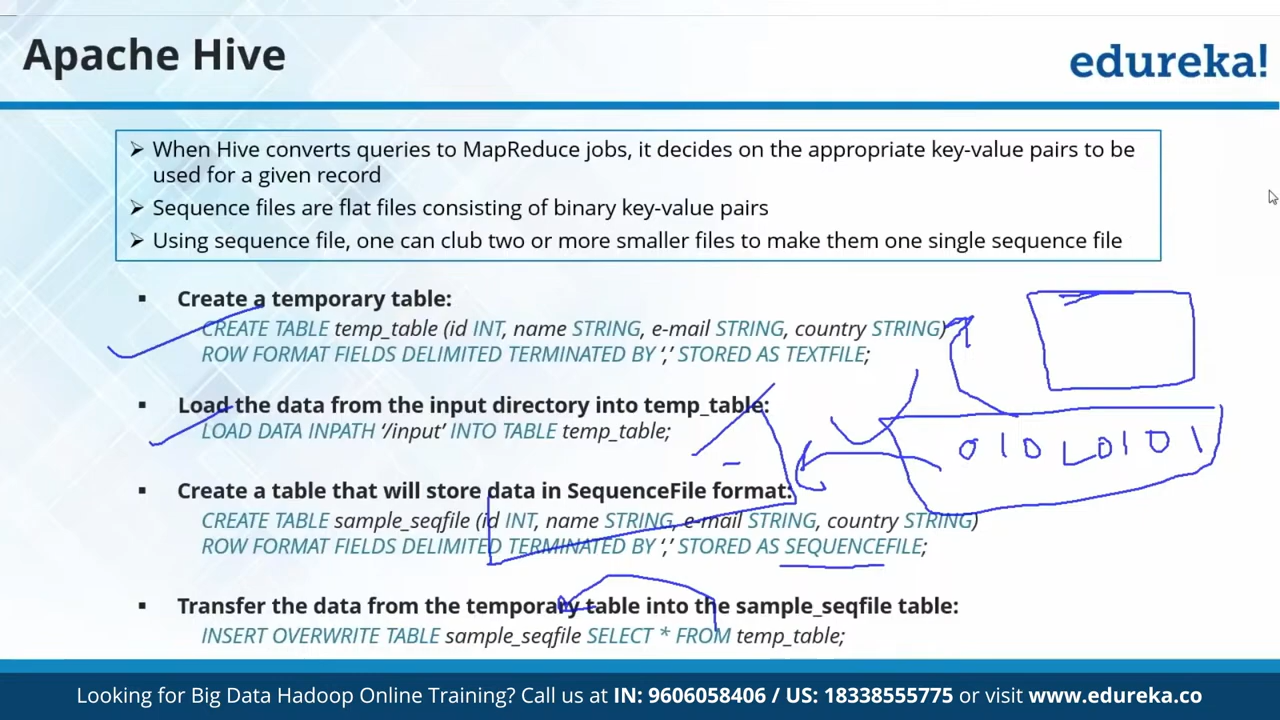 Apache Hive
edureka!
➢ When Hive converts queries to MapReduce jobs, it decides on the appropriate key-value pairs to be
used for a given record
➢ Sequence files are flat files consisting of binary key-value pairs
➢ Using sequence file, one can club two or more smaller files to make them one single sequence file
▪ Create a temporary table:
CREATE TABLE temp_table (id INT, name STRING, e-mail STRING, country STRING)
ROW FORMAT FIELDS DELIMITED TERMINATED BY ‘,’ STORED AS TEXTFILE;
▪ Load the data from the input directory into temp_table:
LOAD DATA INPATH ‘/input’ INTO TABLE temp_table;
0 1 0 1 0 1 0 1
▪ Create a table that will store data in SequenceFile format:
CREATE TABLE sample_seqfile (id INT, name STRING, e-mail STRING, country STRING)
ROW FORMAT FIELDS DELIMITED TERMINATED BY ‘,’ STORED AS SEQUENCEFILE;
▪ Transfer the data from the temporary table into the sample_seqfile table:
INSERT OVERWRITE TABLE sample_seqfile SELECT * FROM temp_table;
Looking for Big Data Hadoop Online Training? Call us at IN: 9606058406 / US: 18338555775 or visit www.edureka.co